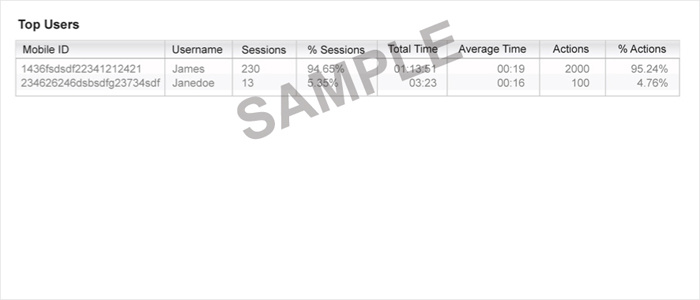 Top Users
Mobile ID Username Sessions % Sessions Total Time Average Time Actions % Actions
1436fsdsdf22341212421 James 230 94.65% 01:13:51 00:19 2000 95.24%
234626246dsbsdfg23734sdf Janedoe 13 5.35% 03:23 00:16 100 4.76%
SAMPLE